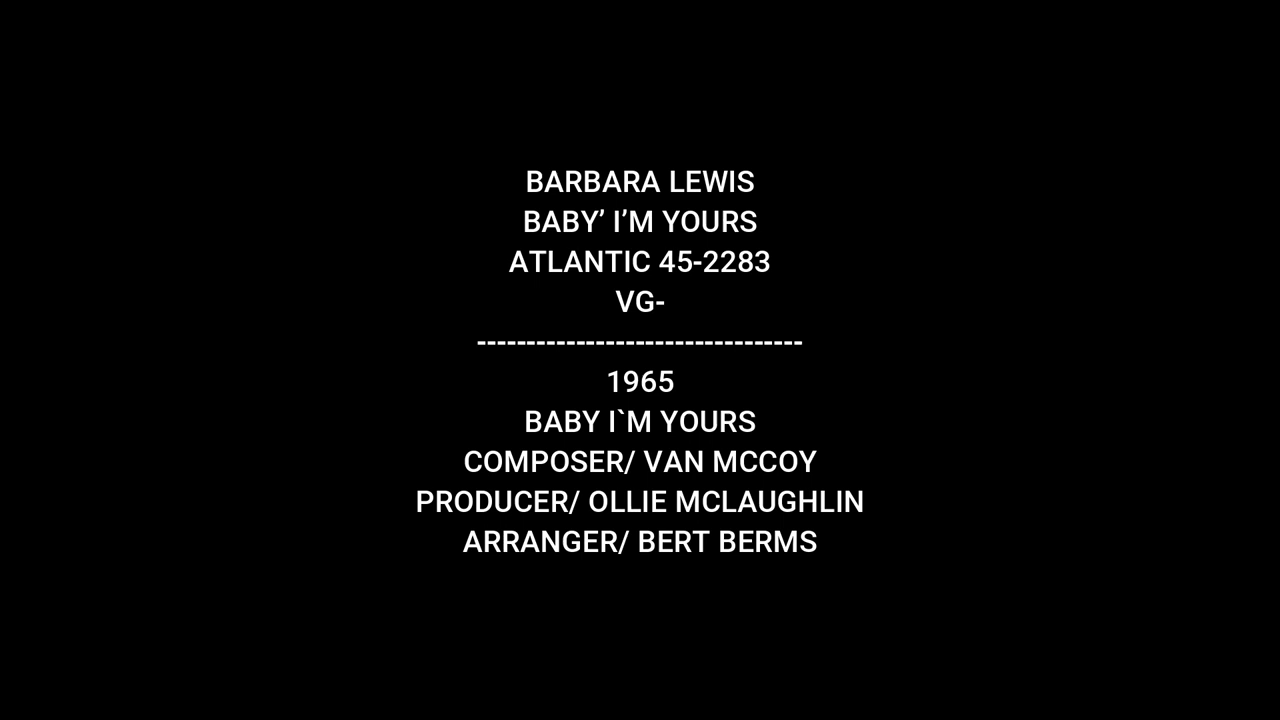 BARBARA LEWIS
BABY’ I’M YOURS
ATLANTIC 45-2283
VG-
---------------------------------
1965
BABY I`M YOURS
COMPOSER/ VAN MCCOY
PRODUCER/ OLLIE MCLAUGHLIN
ARRANGER/ BERT BERMS